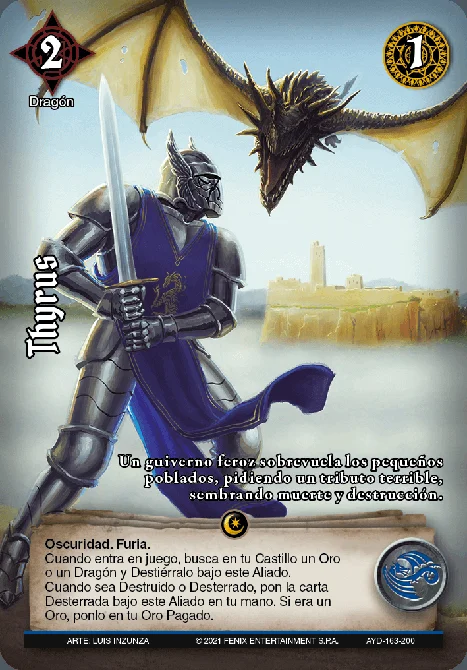 2
1
Dragón
Thyrus
Un guiverno feroz sobrevuela los pequeños
poblados, pidiendo un tributo terrible,
sembrando muerte y destrucción.
Oscuridad. Furia.
Cuando entra en juego, busca en tu Castillo un Oro
o un Dragón y Destiérralo bajo este Aliado.
Cuando sea Destruido o Desterrado, pon la carta
Desterrada bajo este Aliado en tu mano. Si era un
Oro, ponlo en tu Oro Pagado.
ARTE: LUIS INZUNZA © 2021 FENIX ENTERTAINMENT S.P.A. AYD-163-200